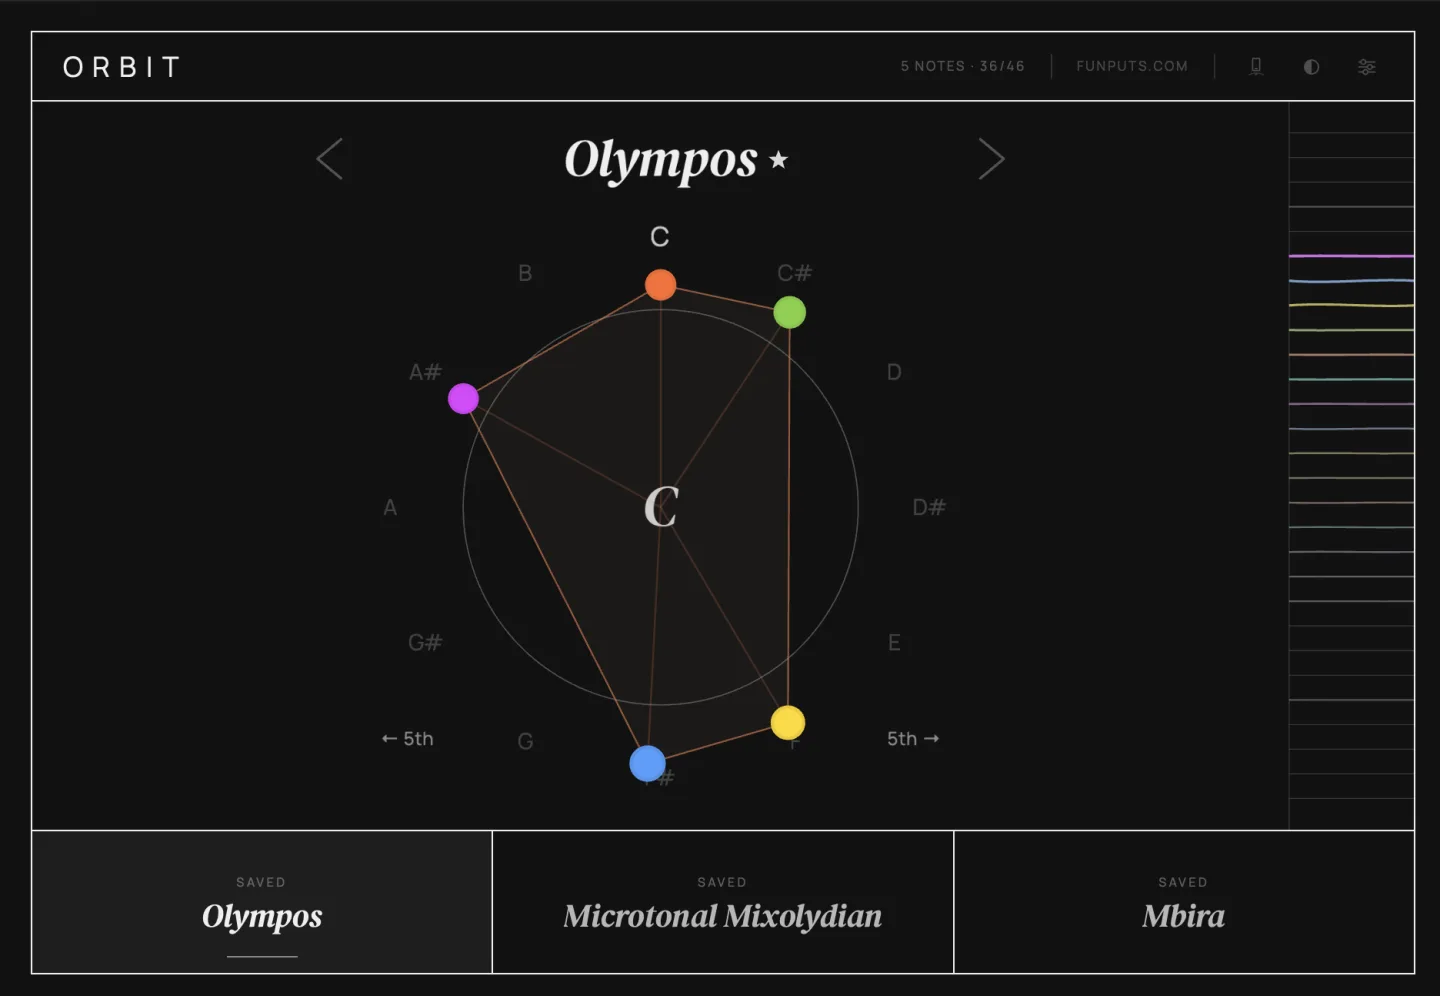 ORBIT
5 NOTES · 36/46
FUNPUTS.COM
Olympos ★
C
B
C#
A#
D
C
A
D#
G#
E
← 5th
G
5th →
SAVED
Olympos
SAVED
Microtonal Mixolydian
SAVED
Mbira